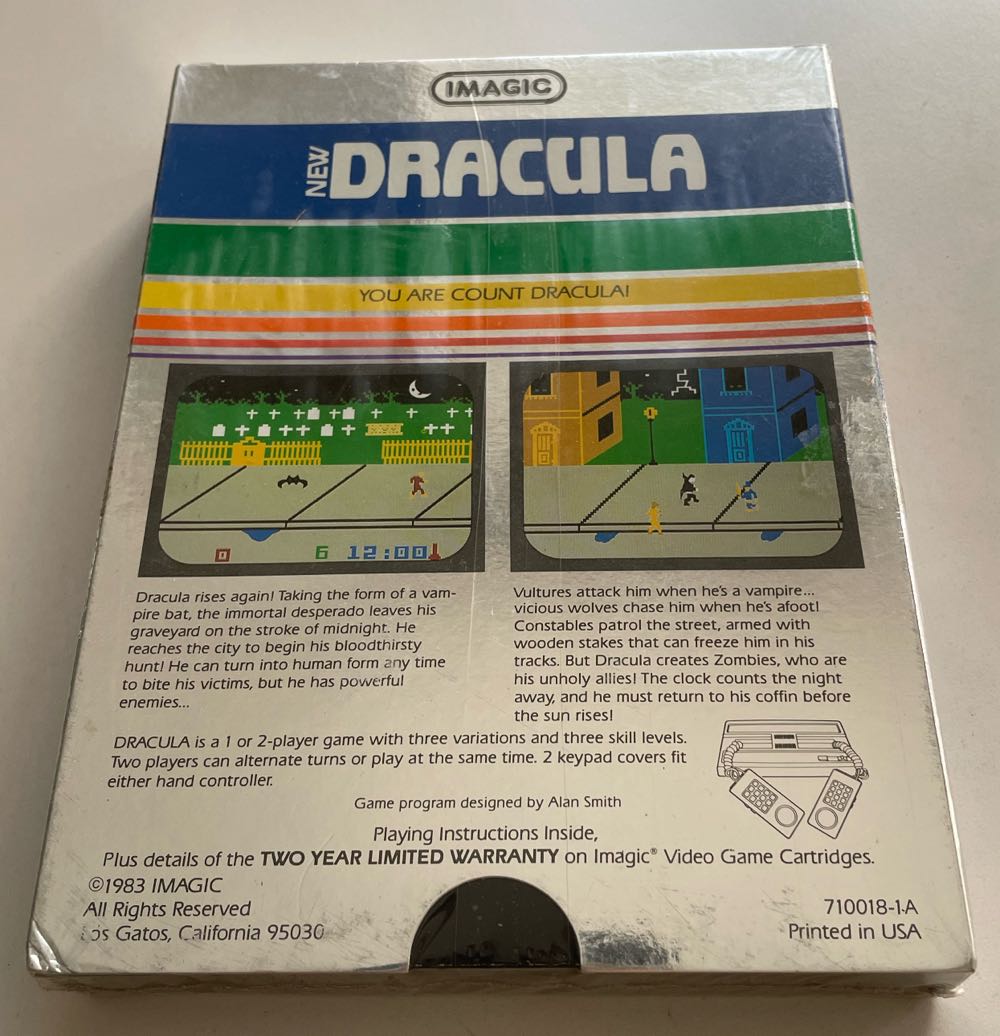 IMAGIC
NEW DRACULA
YOU ARE COUNT DRACULA!
1
0 6 12:00
Dracula rises again! Taking the form of a vam-
pire bat, the immortal desperado leaves his
graveyard on the stroke of midnight. He
reaches the city to begin his bloodthirsty
hunt! He can turn into human form any time
to bite his victims, but he has powerful
enemies...
Vultures attack him when he's a vampire...
vicious wolves chase him when he's afoot!
Constables patrol the street, armed with
wooden stakes that can freeze him in his
tracks. But Dracula creates Zombies, who are
his unholy allies! The clock counts the night
away, and he must return to his coffin before
the sun rises!
DRACULA is a 1 or 2-player game with three variations and three skill levels.
Two players can alternate turns or play at the same time. 2 keypad covers fit
either hand controller.
Game program designed by Alan Smith
Playing Instructions Inside,
Plus details of the TWO YEAR LIMITED WARRANTY on Imagic® Video Game Cartridges.
©1983 IMAGIC
All Rights Reserved
Los Gatos, California 95030
710018-1.A
Printed in USA